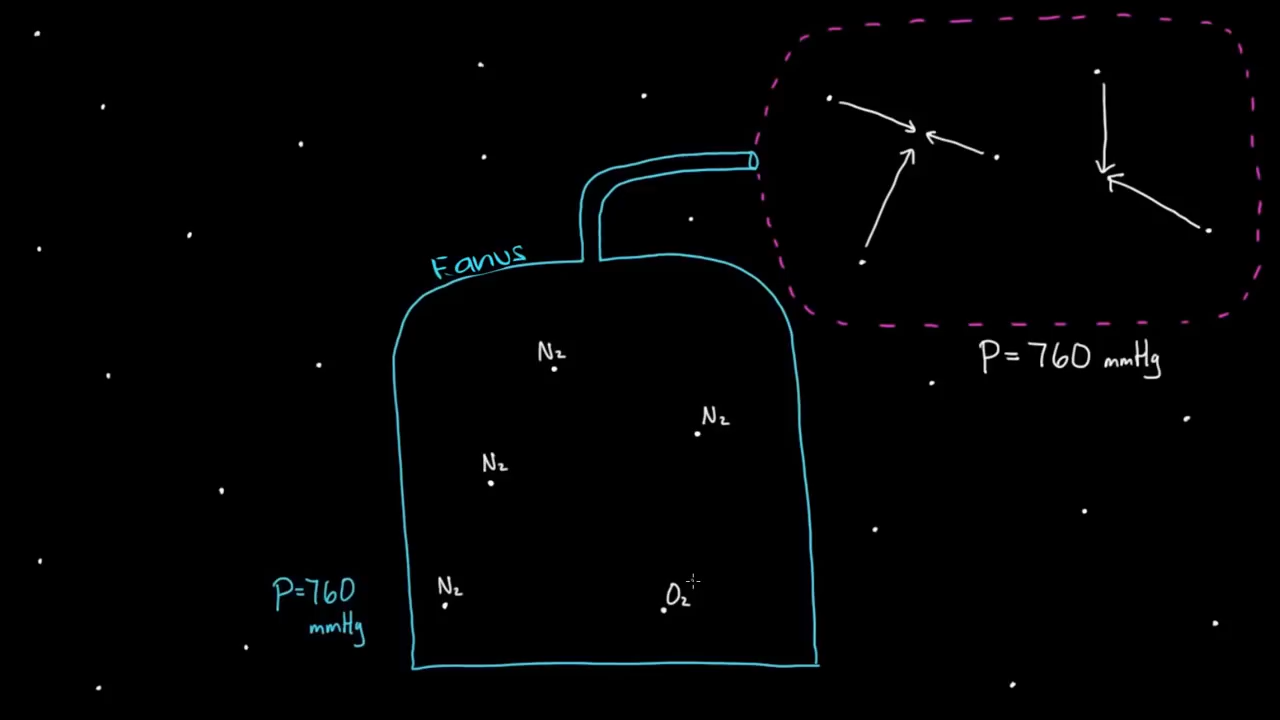 Fanus
P=760 mmHg
N₂
N₂
N₂
N₂
O₂
P=760
mmHg